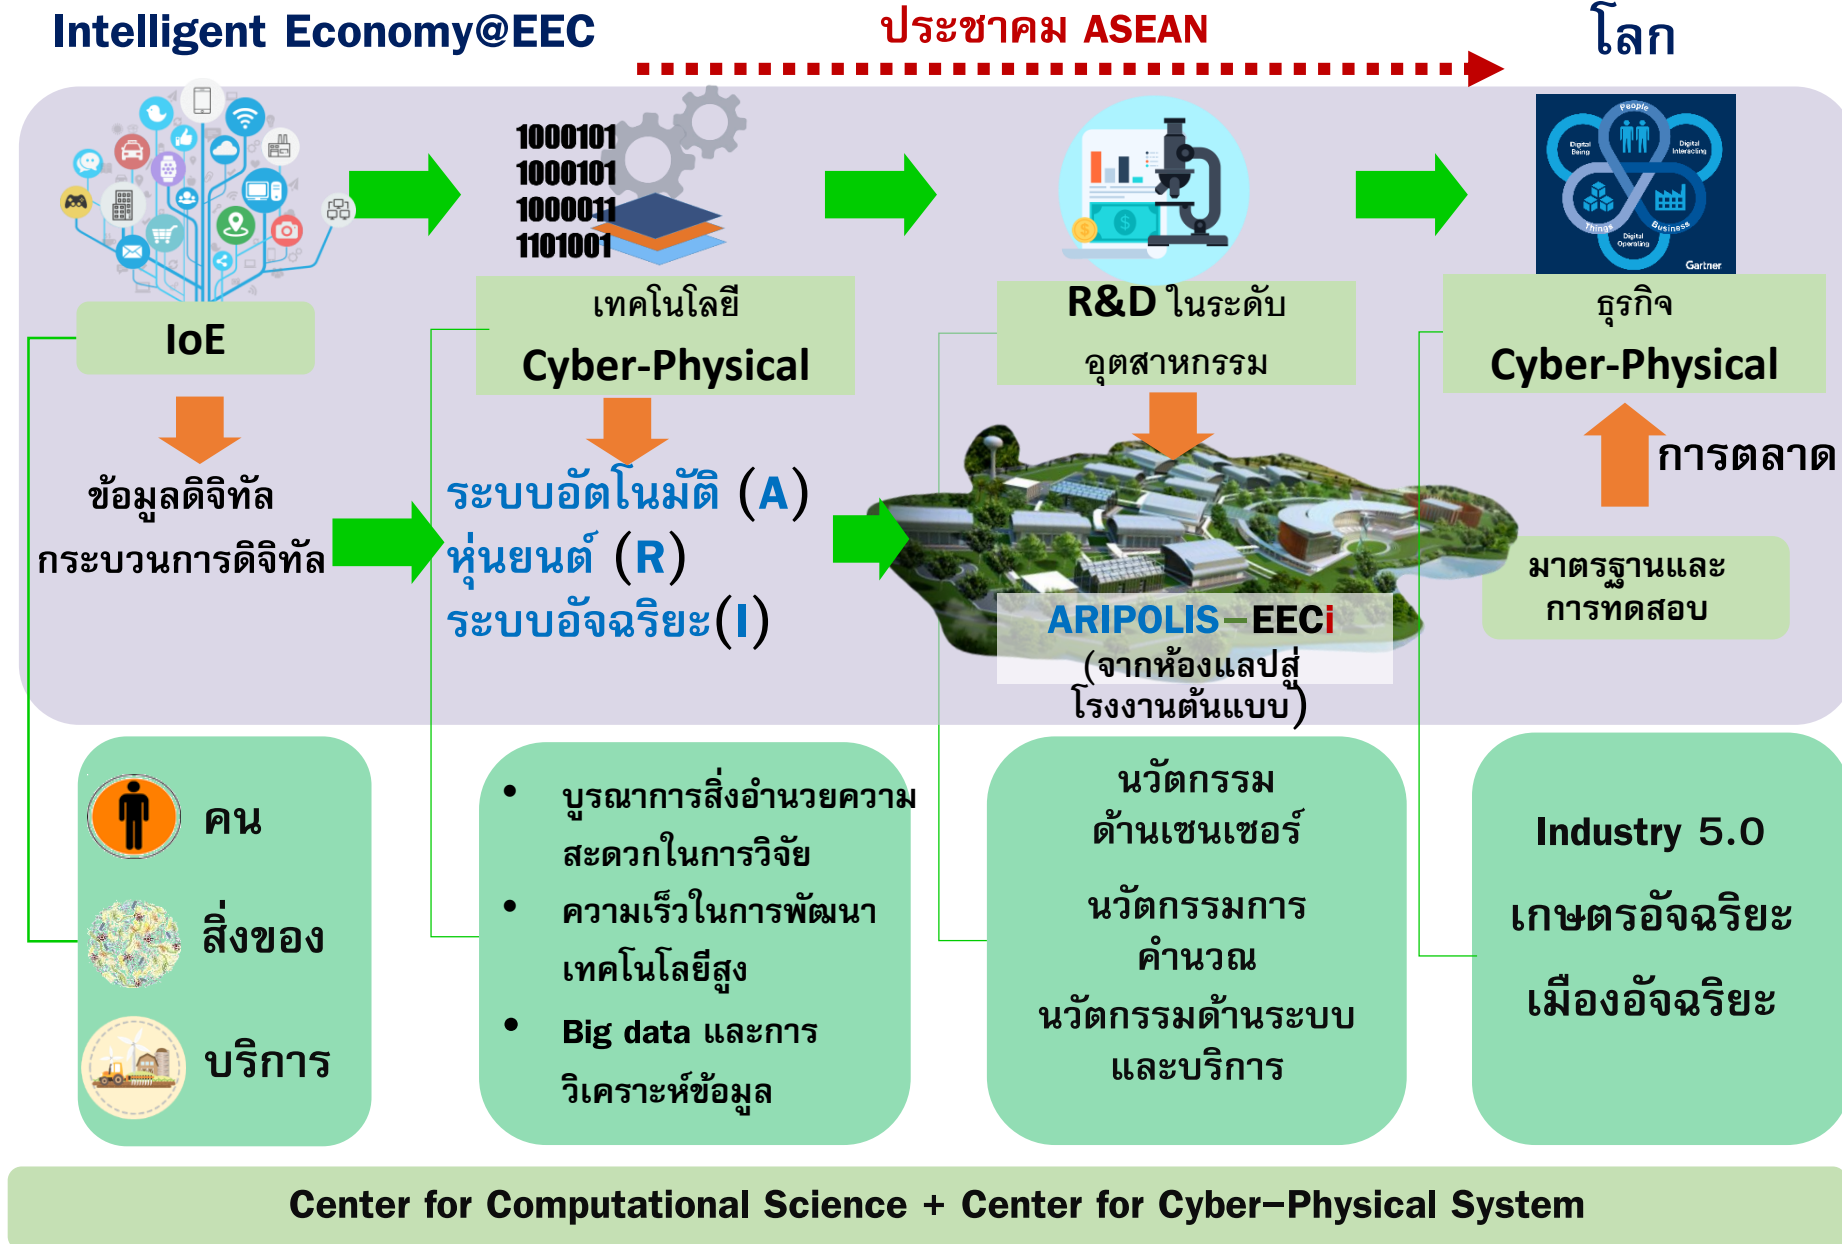 Intelligent Economy@EEC
ประชาคม ASEAN
โลก
1000101
1000101
1000011
1101001
People
Digital
Being
Digital
Interacting
Things
Business
Digital
Operating
Gartner
IoE
เทคโนโลยี
Cyber-Physical
R&D ในระดับ
อุตสาหกรรม
ธุรกิจ
Cyber-Physical
ข้อมูลดิจิทัล
กระบวนการดิจิทัล
ระบบอัตโนมัติ (A)
หุ่นยนต์ (R)
ระบบอัจฉริยะ(I)
ARIPOLIS–EECi
(จากห้องแลปสู่
โรงงานต้นแบบ)
การตลาด
มาตรฐานและ
การทดสอบ
คน
สิ่งของ
บริการ
• บูรณาการสิ่งอำนวยความ
สะดวกในการวิจัย
• ความเร็วในการพัฒนา
เทคโนโลยีสูง
• Big data และการ
วิเคราะห์ข้อมูล
นวัตกรรม
ด้านเซนเซอร์
นวัตกรรมการ
คำนวณ
นวัตกรรมด้านระบบ
และบริการ
Industry 5.0
เกษตรอัจฉริยะ
เมืองอัจฉริยะ
Center for Computational Science + Center for Cyber–Physical System